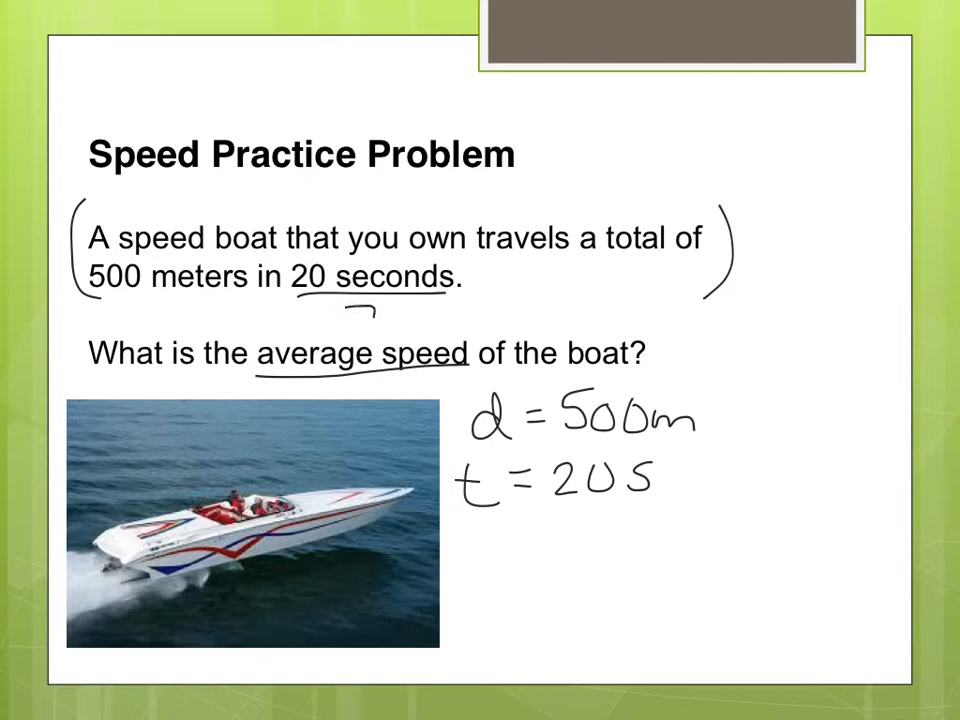 Speed Practice Problem
A speed boat that you own travels a total of
500 meters in 20 seconds.
What is the average speed of the boat?
d = 500m
t = 20s